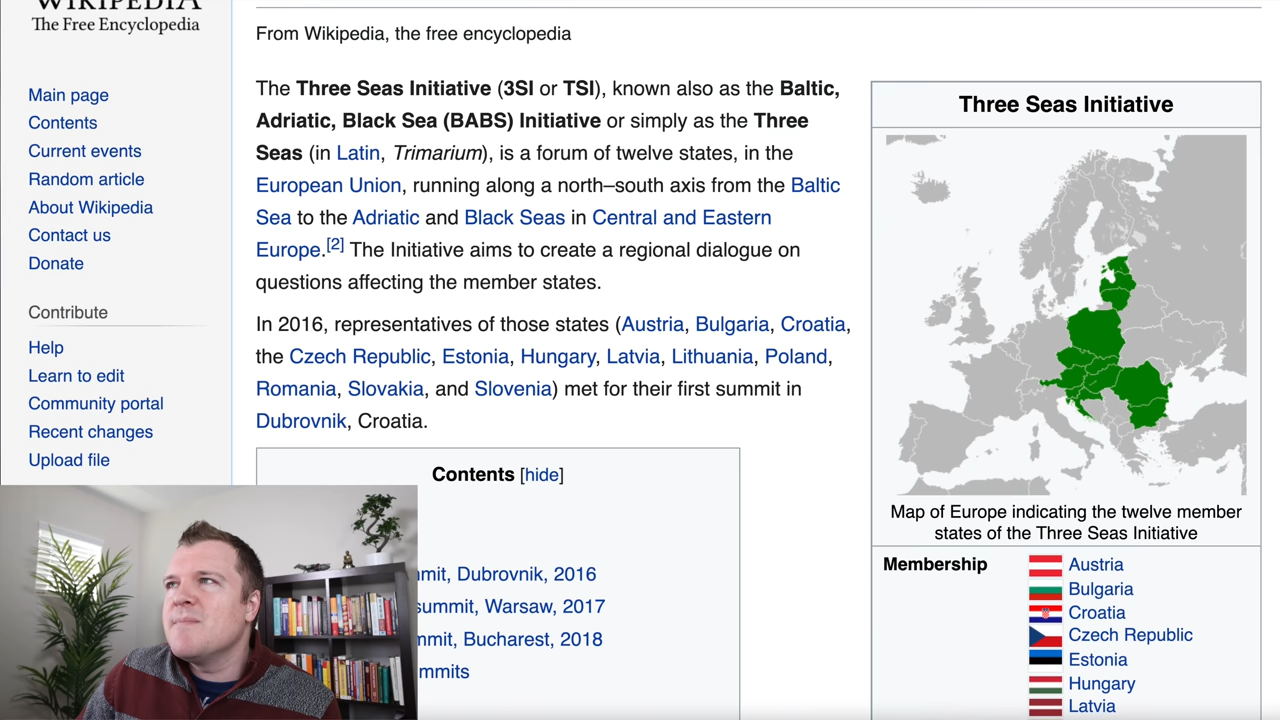 WIKIPEDIA
The Free Encyclopedia
Main page
Contents
Current events
Random article
About Wikipedia
Contact us
Donate
Contribute
Help
Learn to edit
Community portal
Recent changes
Upload file
From Wikipedia, the free encyclopedia
The Three Seas Initiative (3SI or TSI), known also as the Baltic,
Adriatic, Black Sea (BABS) Initiative or simply as the Three
Seas (in Latin, Trimarium), is a forum of twelve states, in the
European Union, running along a north–south axis from the Baltic
Sea to the Adriatic and Black Seas in Central and Eastern
Europe.[2] The Initiative aims to create a regional dialogue on
questions affecting the member states.
In 2016, representatives of those states (Austria, Bulgaria, Croatia,
the Czech Republic, Estonia, Hungary, Latvia, Lithuania, Poland,
Romania, Slovakia, and Slovenia) met for their first summit in
Dubrovnik, Croatia.
Contents [hide]
mmit, Dubrovnik, 2016
summit, Warsaw, 2017
mmit, Bucharest, 2018
mmits
Three Seas Initiative
Map of Europe indicating the twelve member
states of the Three Seas Initiative
Membership
Austria
Bulgaria
Croatia
Czech Republic
Estonia
Hungary
Latvia